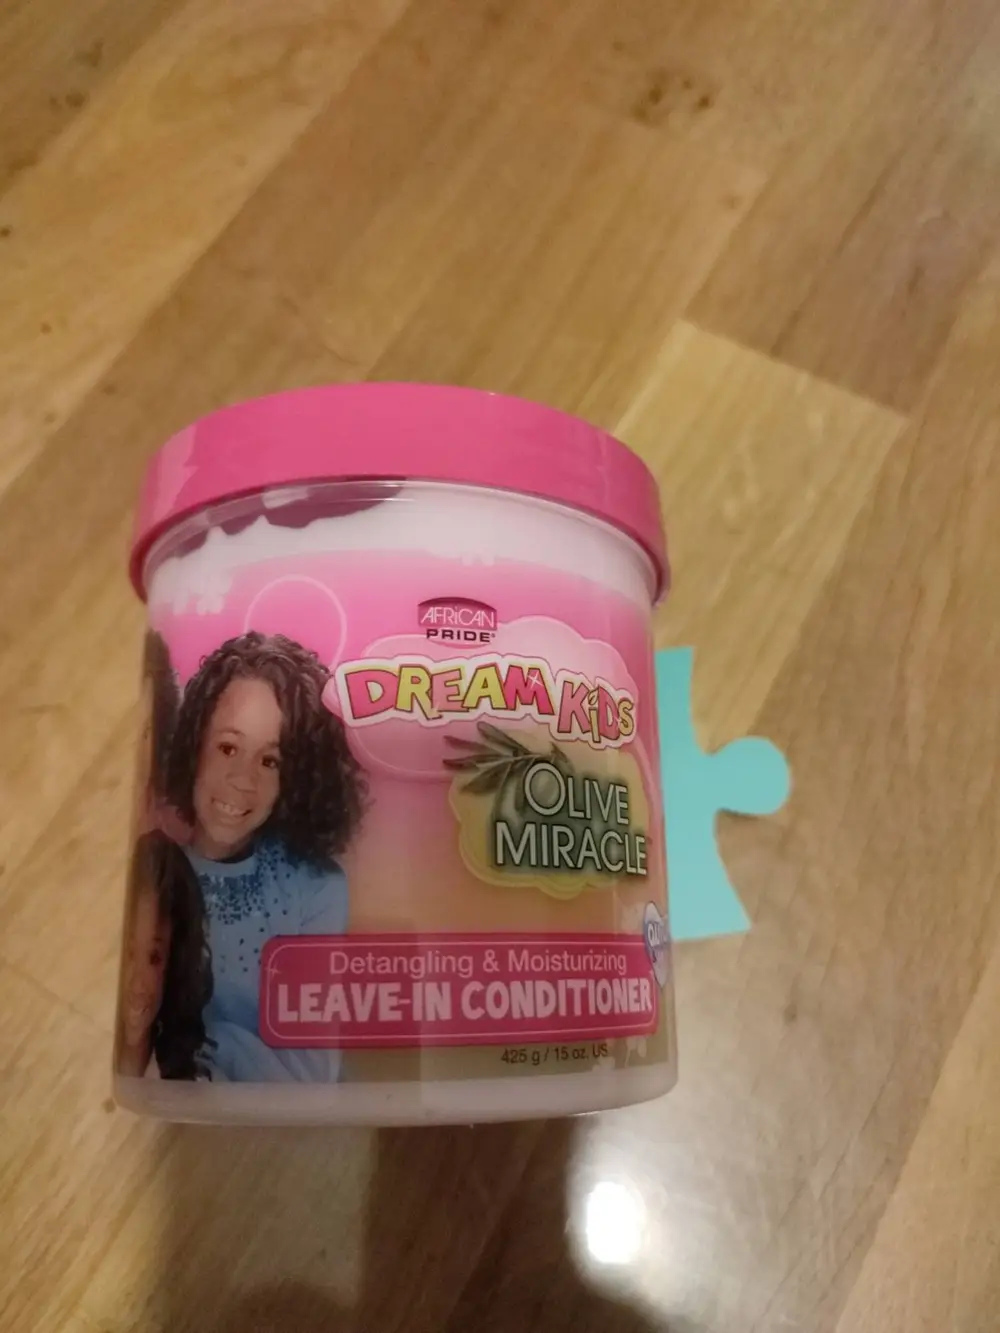 AFRICAN
PRIDE®
DREAM KIDS
OLIVE
MIRACLE
Detangling & Moisturizing
LEAVE-IN CONDITIONER
425 g / 15 oz. US